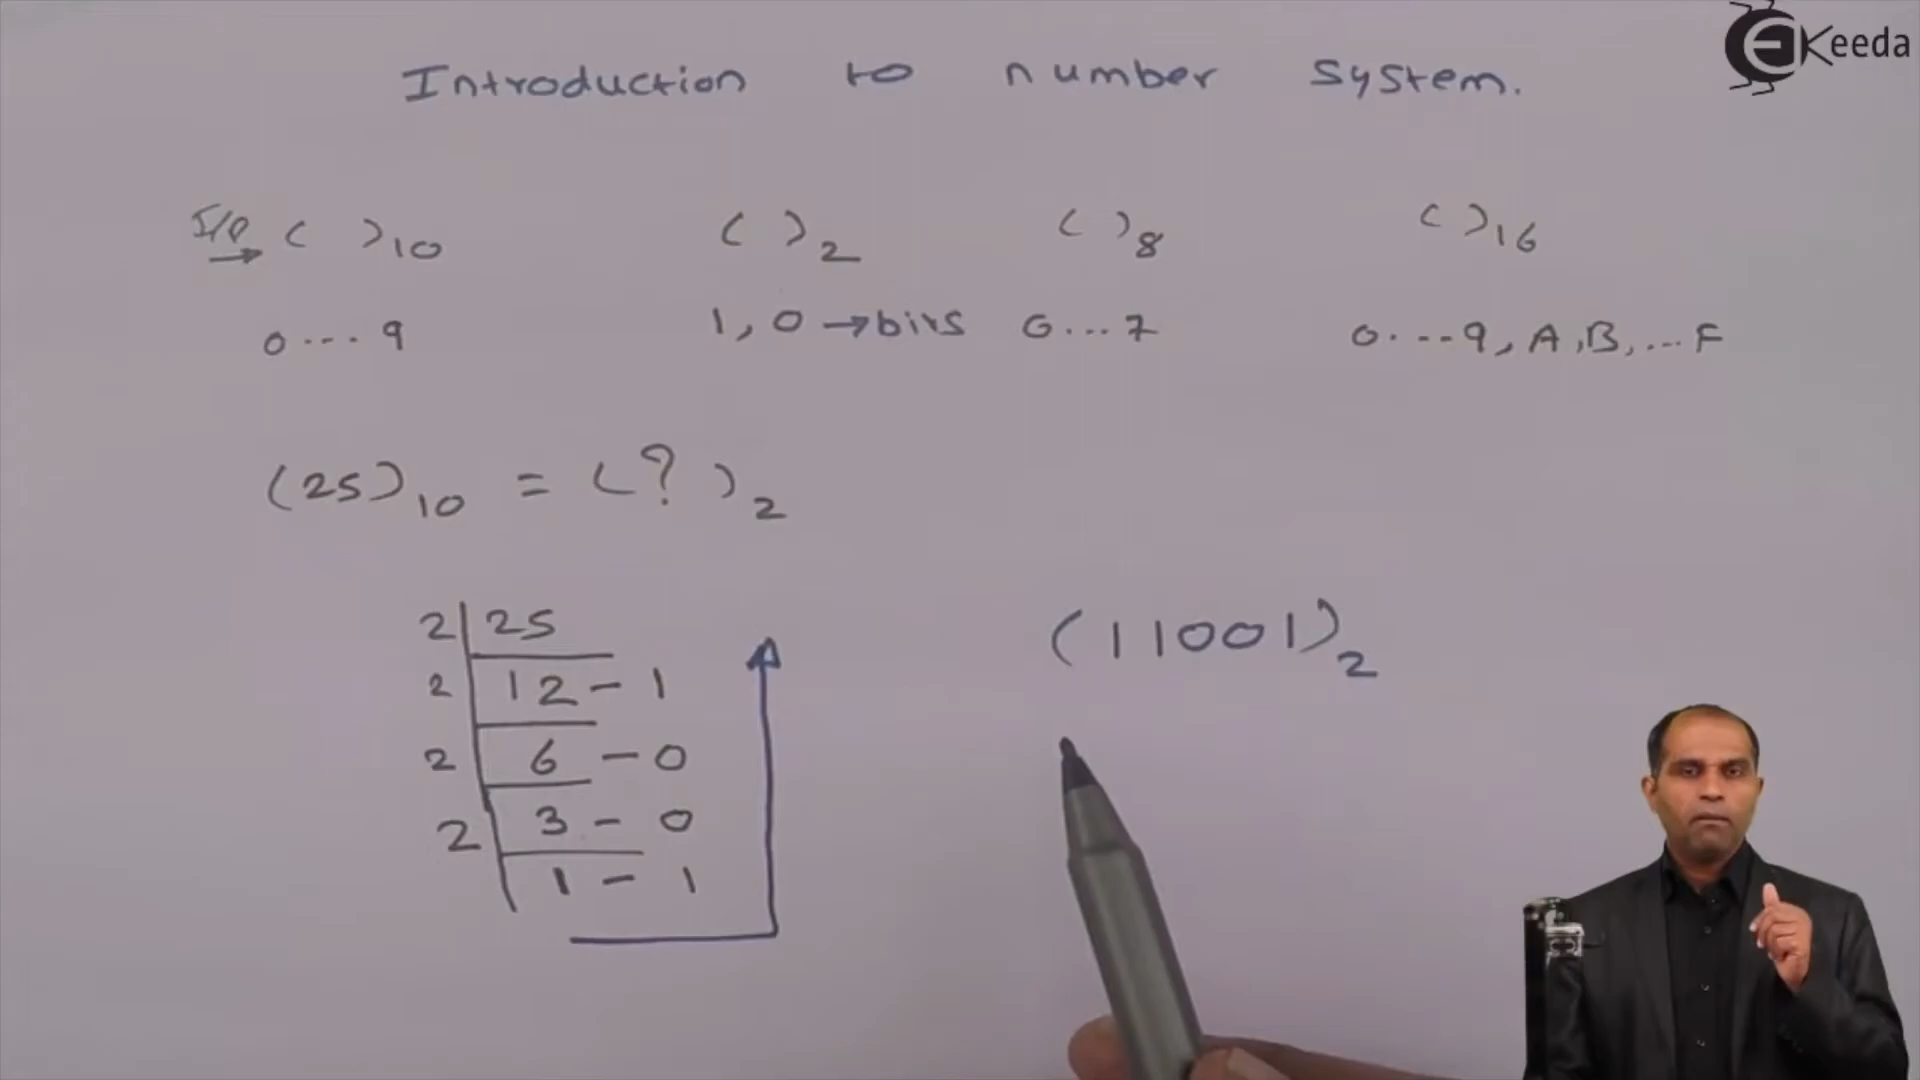 Keeda
Introduction to number system.
I/P ( )10 ( )2 ( )8 ( )16
0....9 1,0→bits 0...7 0....9,A,B,...F
(25)10 = (?)2
2 25
2 12 - 1
2 6 - 0
2 3 - 0
1 - 1
(11001)2